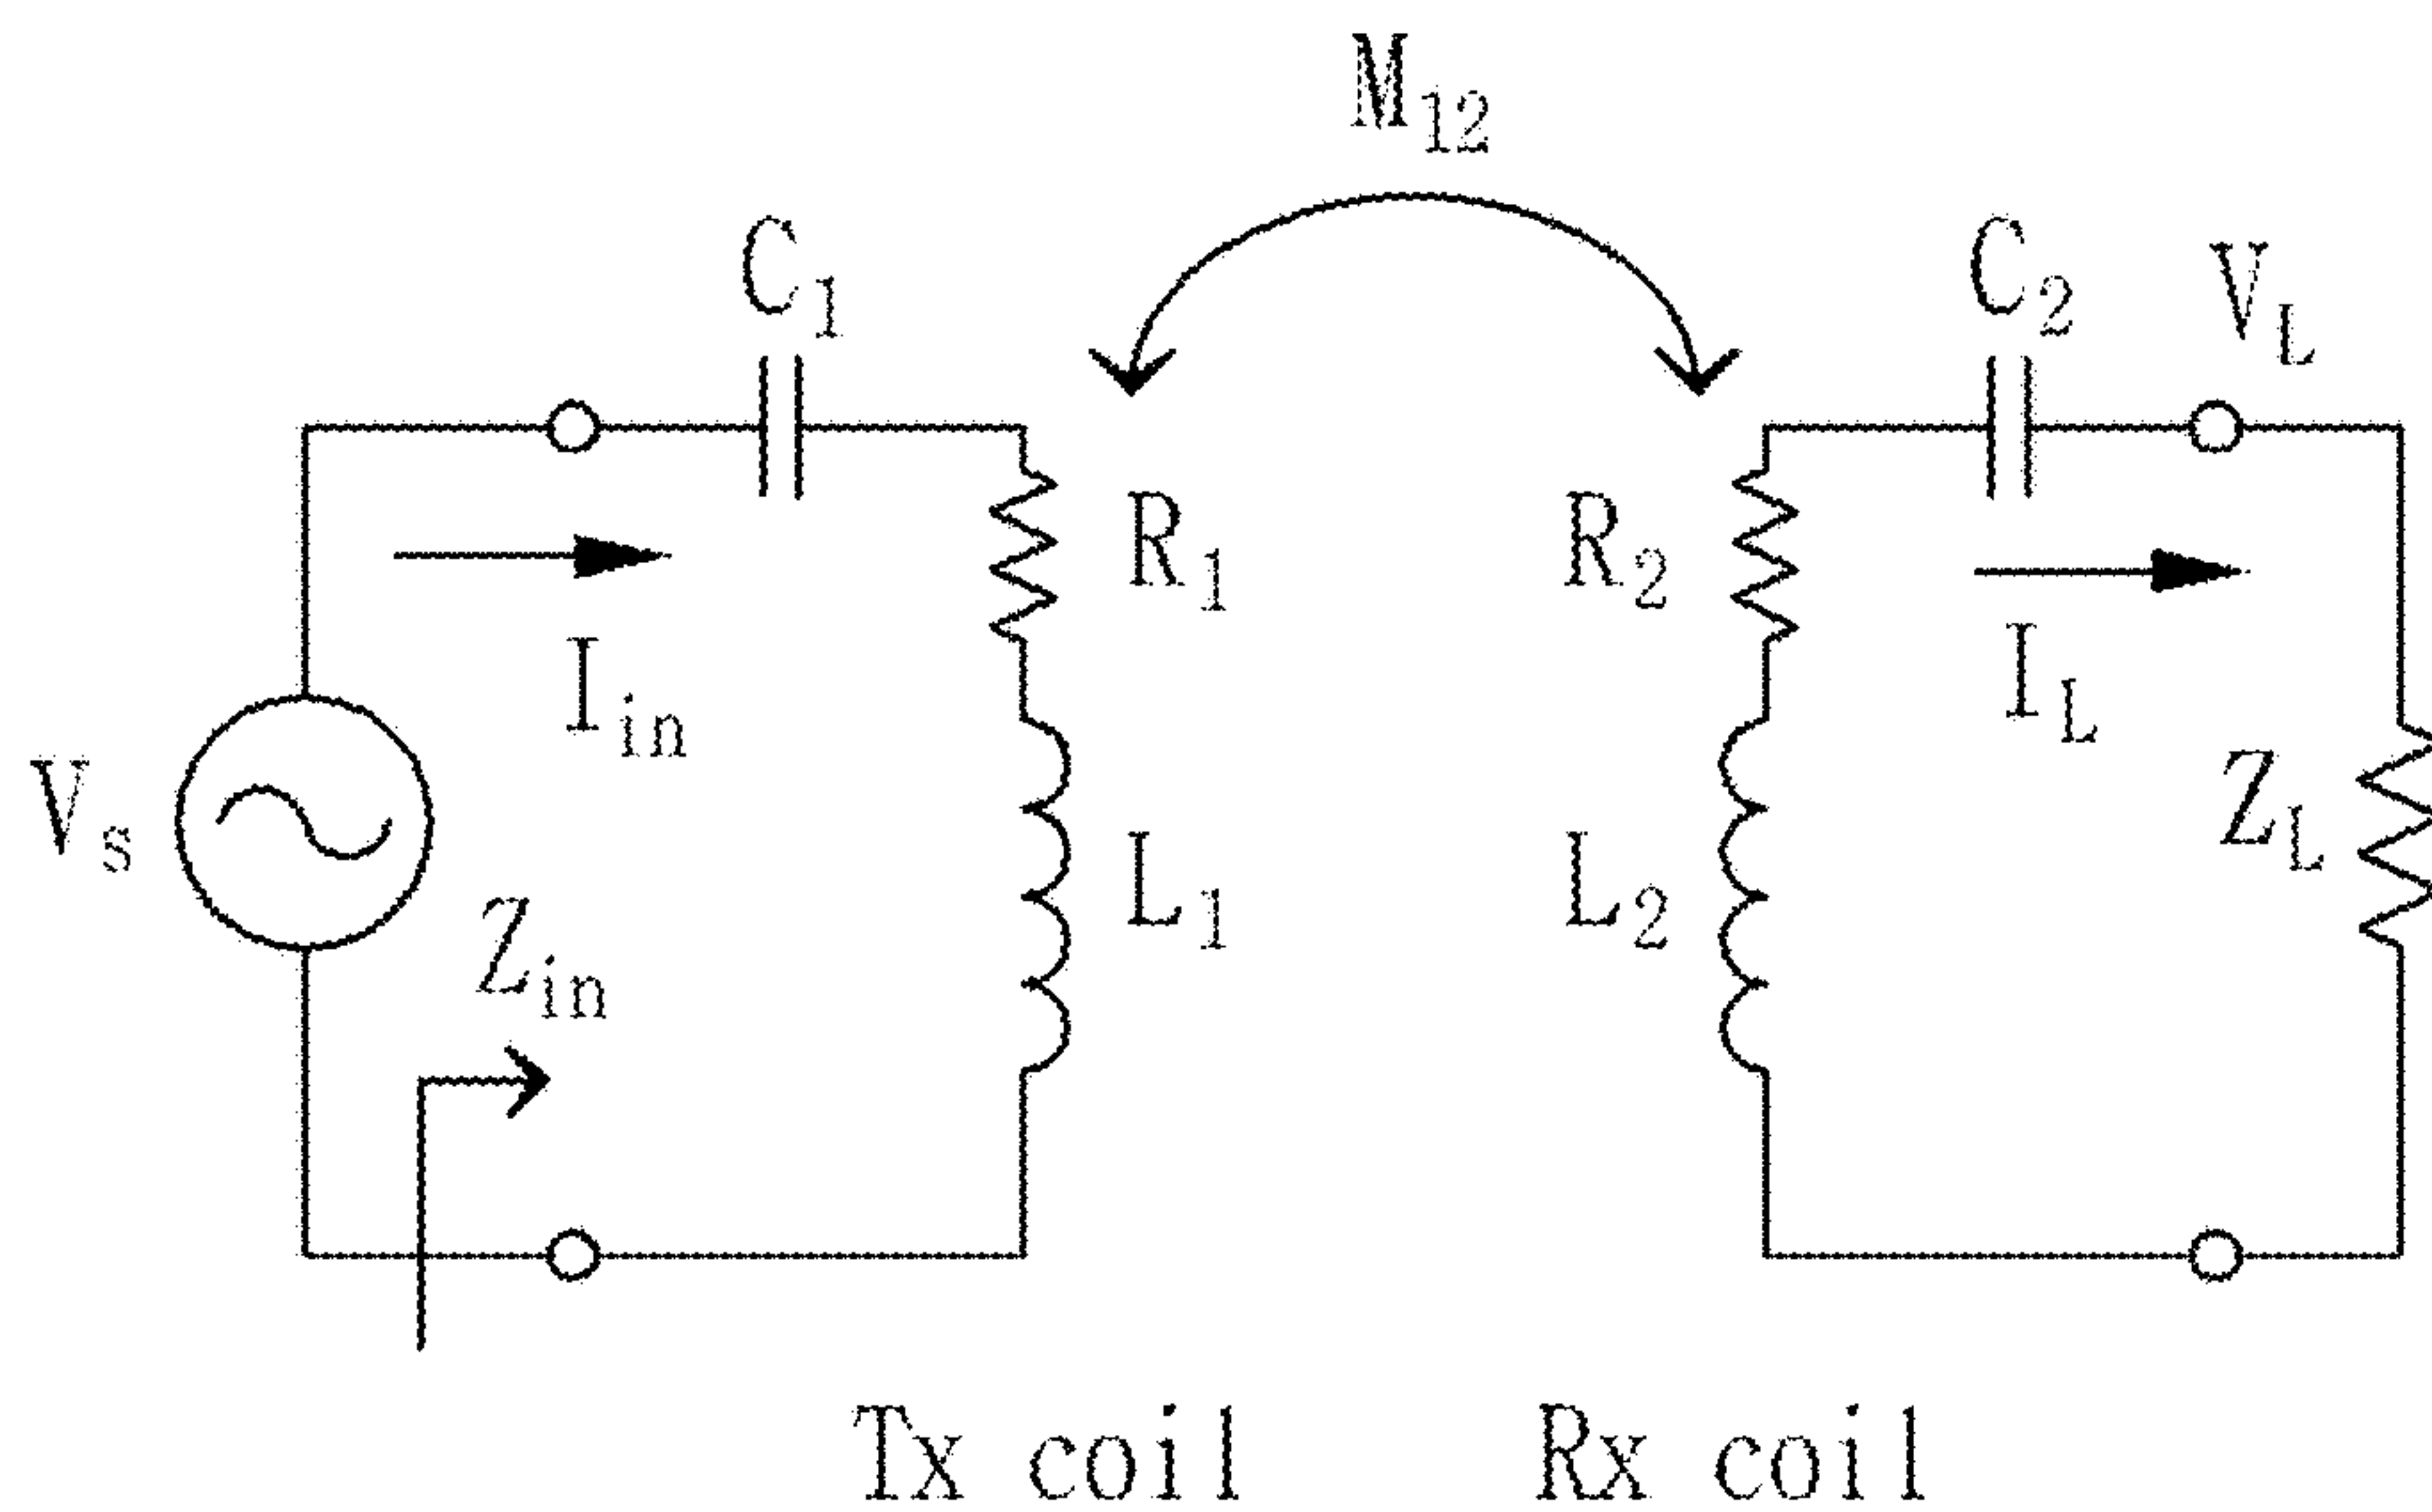 M12
C1
C2
VL
R1
R2
Iin
IL
Vs
ZL
L1
L2
Zin
Tx coil
Rx coil